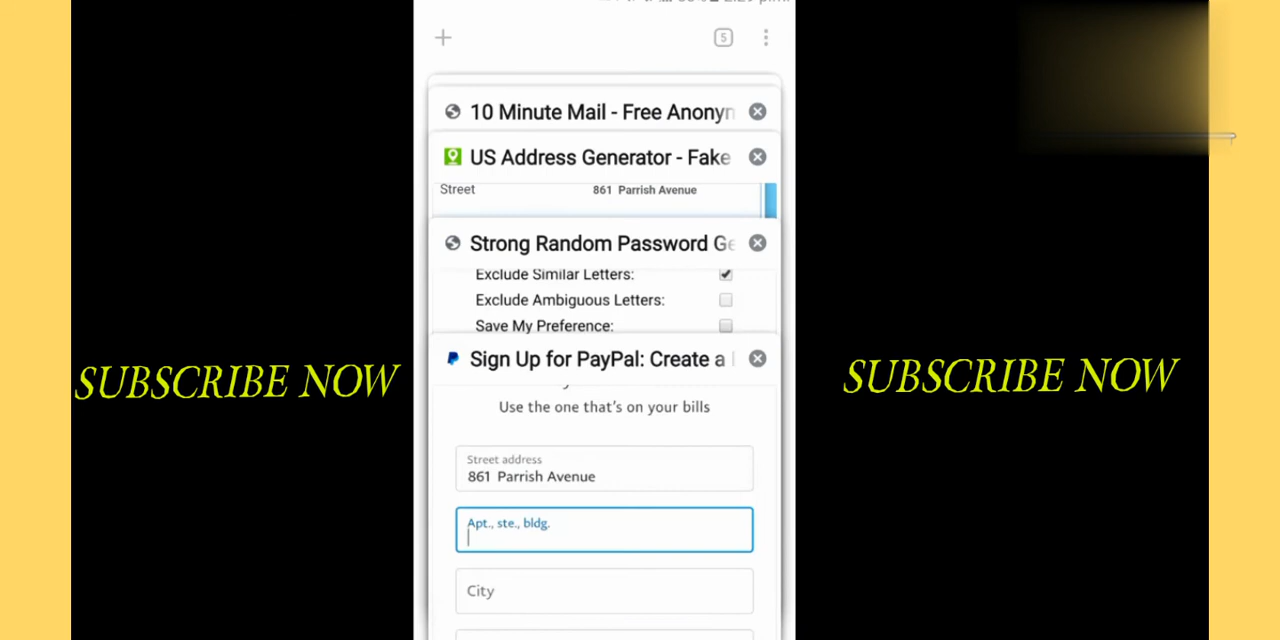 5
10 Minute Mail - Free Anonyn
US Address Generator - Fake
Street 861 Parrish Avenue
Strong Random Password Ge
Exclude Similar Letters:
Exclude Ambiguous Letters:
Save My Preference:
Sign Up for PayPal: Create a
Use the one that's on your bills
Street address
861 Parrish Avenue
Apt., ste., bldg.
City
SUBSCRIBE NOW
SUBSCRIBE NOW